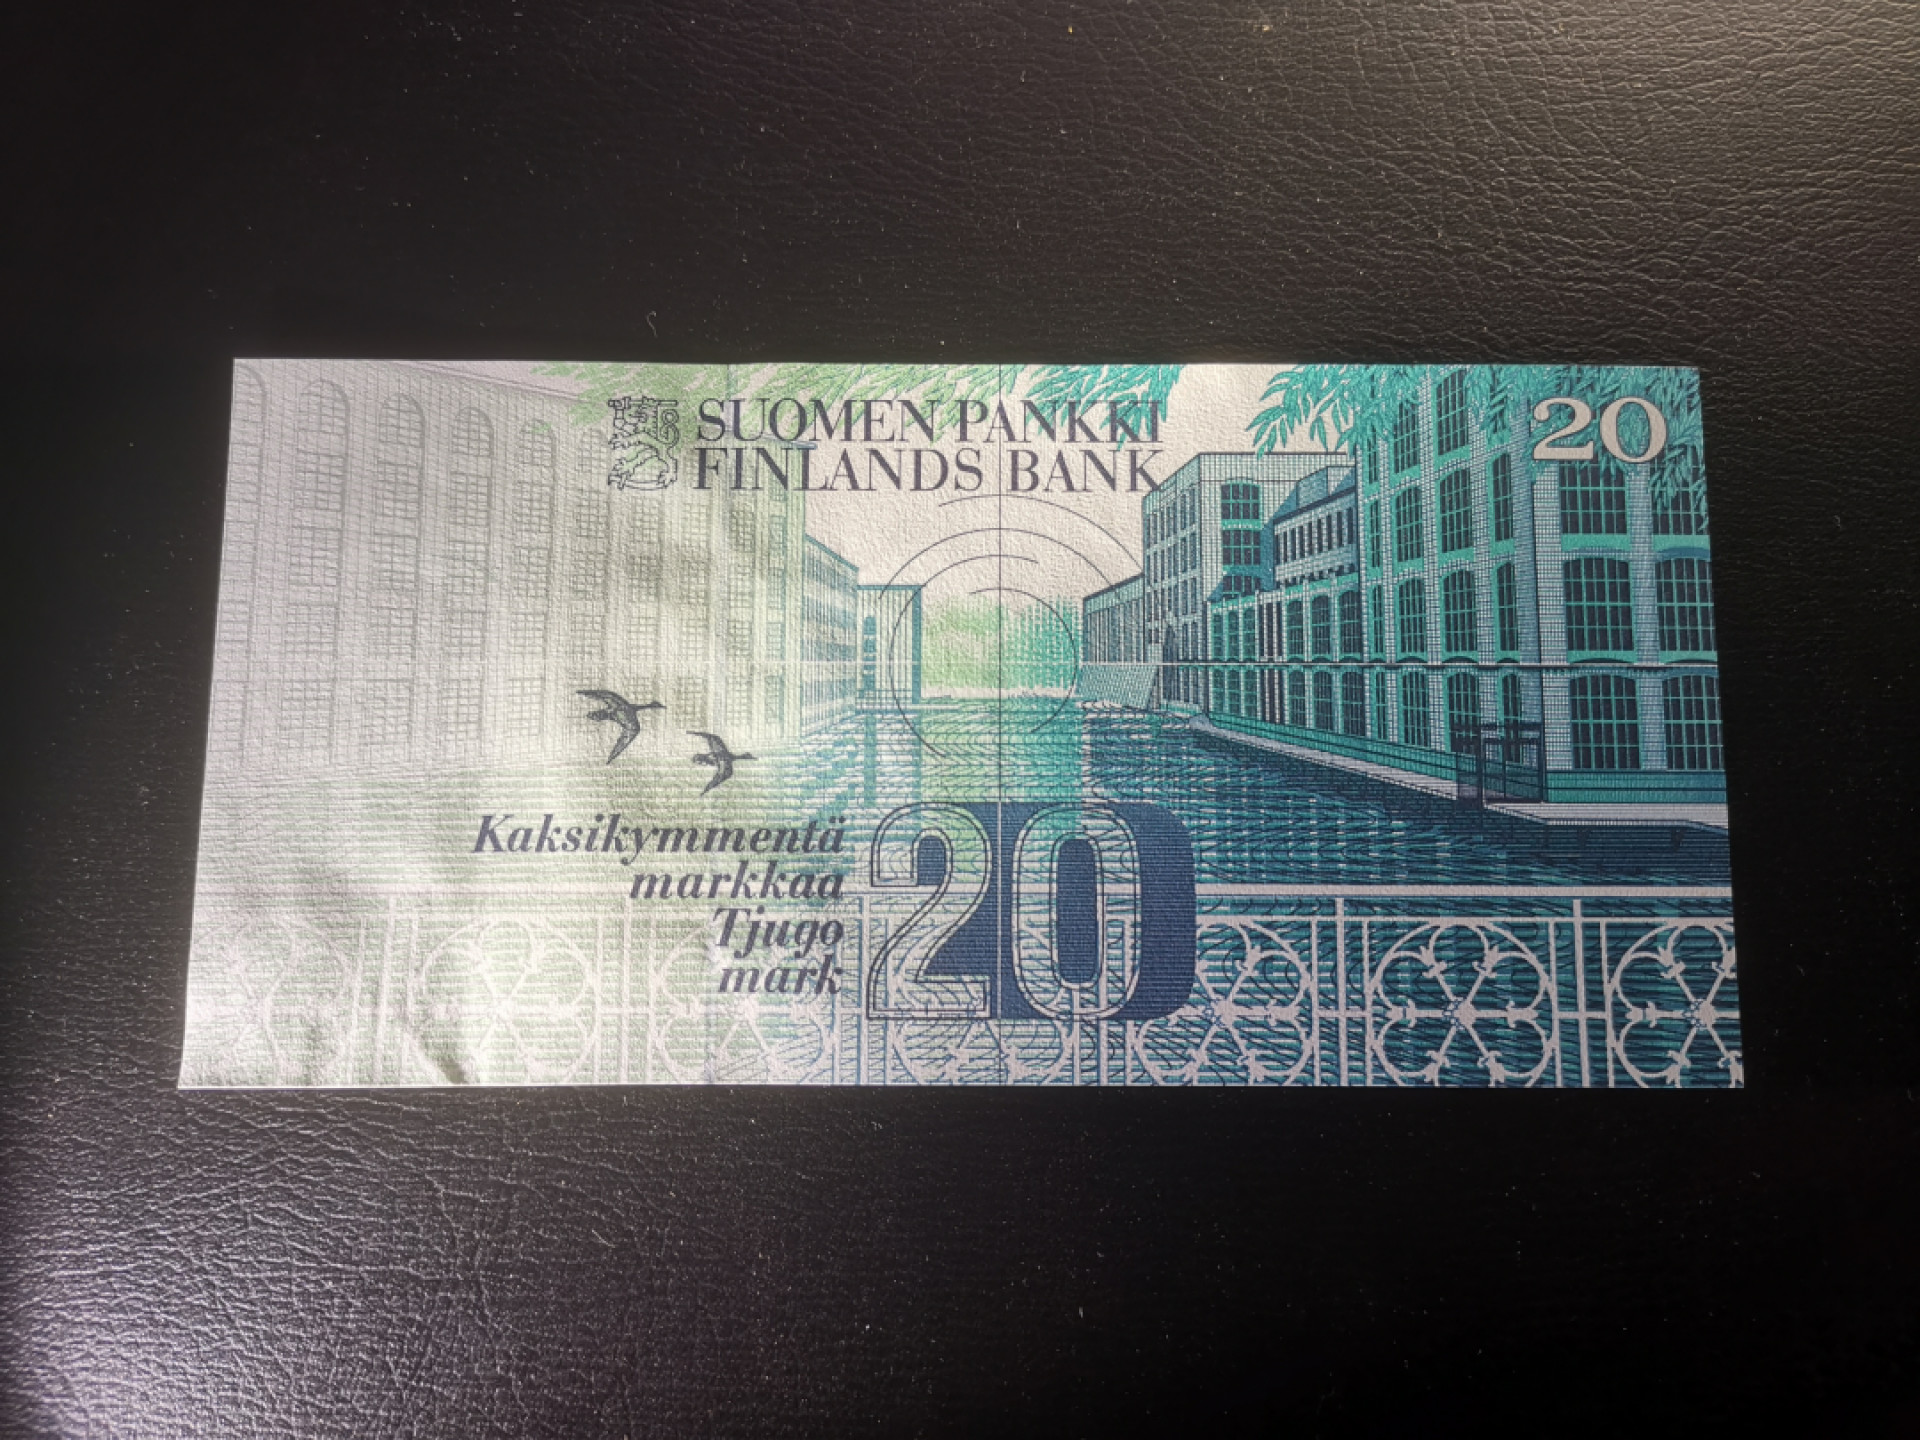 SUOMEN PANKKI
FINLANDS BANK
20
Kaksikymmentä
markkaa
Tjugo
mark
20